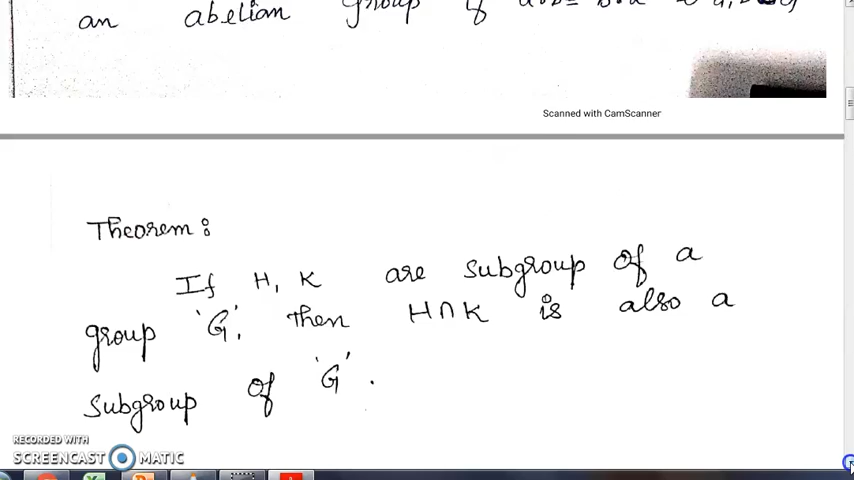 an abelian group if a∘b= b∘a
Scanned with CamScanner
Theorem:
If H, K are subgroup of a
group 'G', then H∩K is also a
subgroup of 'G'.
RECORDED WITH
SCREENCAST MATIC